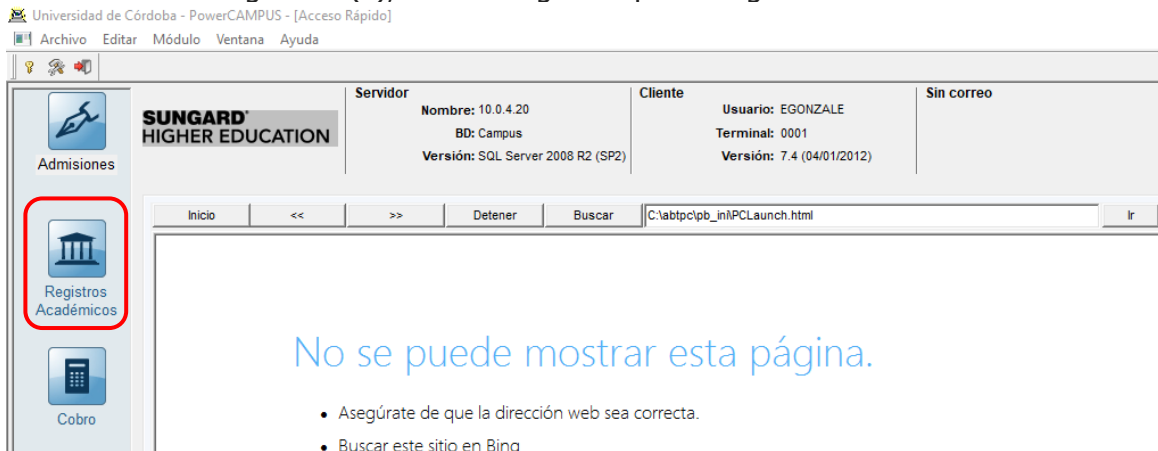 Universidad de Córdoba - PowerCAMPUS - [Acceso Rápido]
Archivo Editar Módulo Ventana Ayuda
SUNGARD'
HIGHER EDUCATION
Servidor
Nombre: 10.0.4.20
BD: Campus
Versión: SQL Server 2008 R2 (SP2)
Cliente
Usuario: EGONZALE
Terminal: 0001
Versión: 7.4 (04/01/2012)
Sin correo
Admisiones
Registros
Académicos
Cobro
Inicio << >> Detener Buscar C:\abtpc\pb_ini\PCLaunch.html Ir
No se puede mostrar esta página.
• Asegúrate de que la dirección web sea correcta.
• Buscar este sitio en Bing